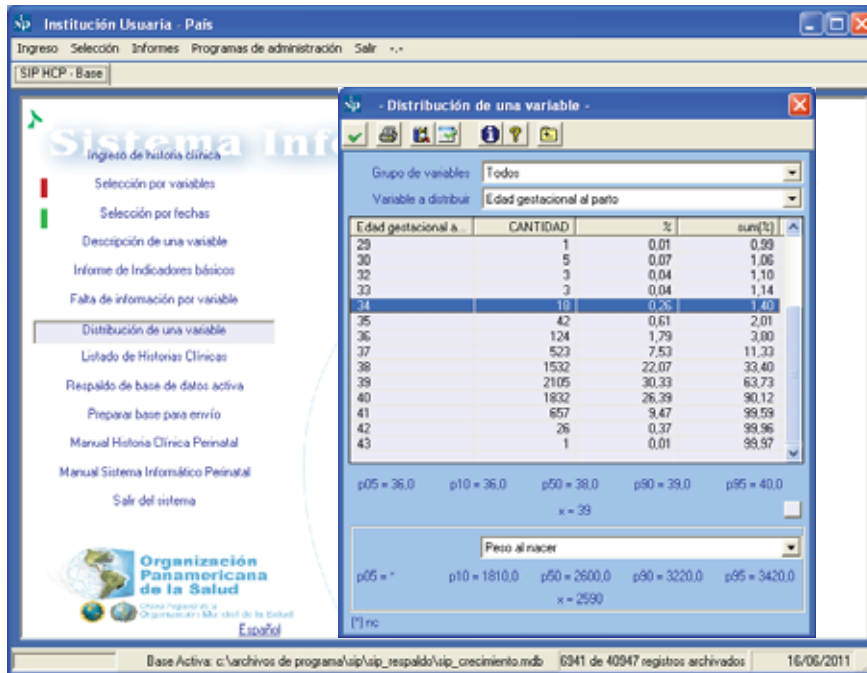 Institución Usuaria - País
Ingreso Selección Informes Programas de administración Salir -.-
SIP HCP - Base
Sistema Info
Ingreso de historia clínica
Selección por variables
Selección por fechas
Descripción de una variable
Informe de Indicadores básicos
Falta de información por variable
Distribución de una variable
Listado de Historias Clínicas
Respaldo de base de datos activa
Preparar base para envío
Manual Historia Clínica Perinatal
Manual Sistema Informático Perinatal
Salir del sistema
Organización
Panamericana
de la Salud
Oficina Regional de la
Organización Mundial de la Salud
Español
- Distribución de una variable -
Grupo de variables Todos
Variable a distribuir Edad gestacional al parto
Edad gestacional a... CANTIDAD % sum(%)
29 1 0,01 0,99
30 5 0,07 1,06
32 3 0,04 1,10
33 3 0,04 1,14
34 18 0,26 1,40
35 42 0,61 2,01
36 124 1,79 3,80
37 523 7,53 11,33
38 1532 22,07 33,40
39 2105 30,33 63,73
40 1832 26,39 90,12
41 657 9,47 99,59
42 26 0,37 99,96
43 1 0,01 99,97
p05 = 36,0 p10 = 36,0 p50 = 38,0 p90 = 39,0 p95 = 40,0
x = 39
Peso al nacer
p05 = * p10 = 1810,0 p50 = 2600,0 p90 = 3220,0 p95 = 3420,0
x = 2590
[*] nc
Base Activa: c:\archivos de programa\sip\sip_respaldo\sip_crecimiento.mdb 6941 de 40947 registros archivados 16/06/2011